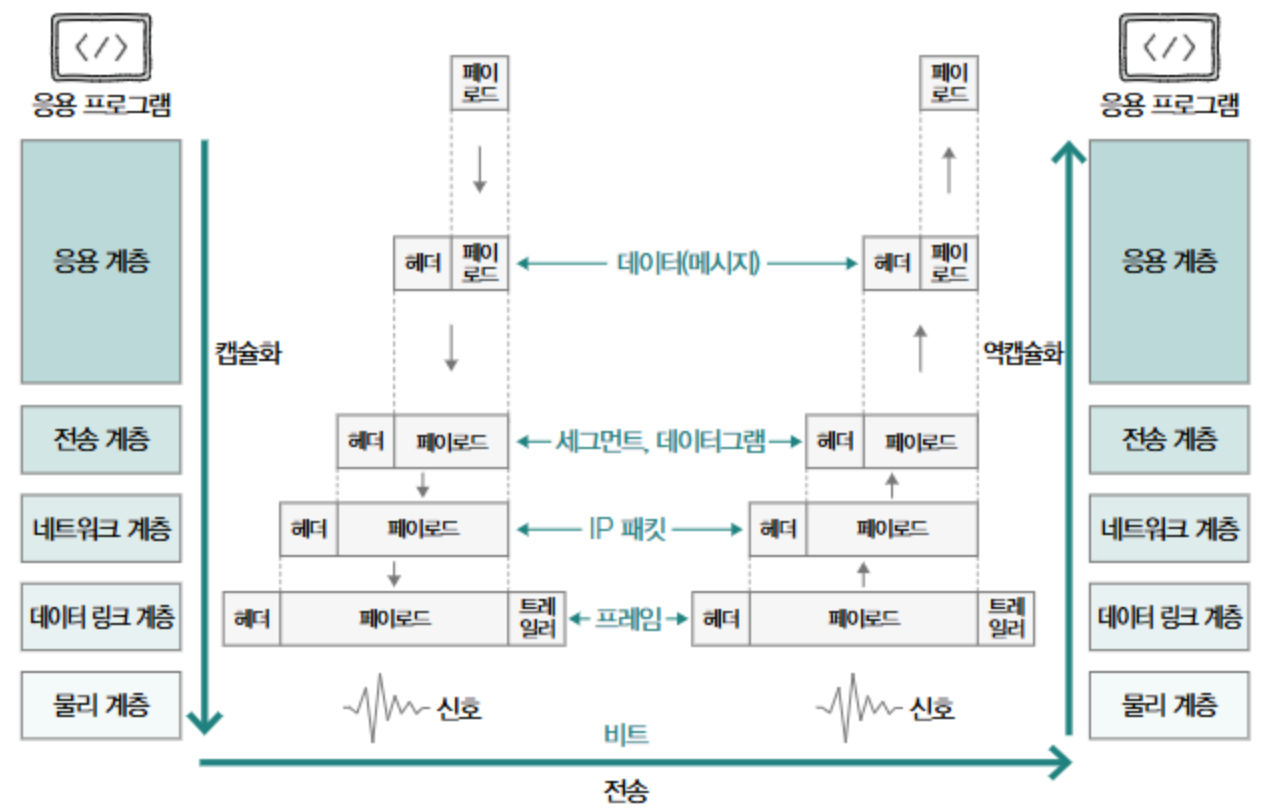 응용 프로그램
페이
로드
페이
로드
응용 프로그램
응용 계층
헤더
페이
로드
데이터(메시지)
헤더
페이
로드
응용 계층
캡슐화
역캡슐화
전송 계층
헤더
페이로드
세그먼트, 데이터그램
헤더
페이로드
전송 계층
네트워크 계층
헤더
페이로드
IP 패킷
헤더
페이로드
네트워크 계층
데이터 링크 계층
헤더
페이로드
트레
일러
프레임
헤더
페이로드
트레
일러
데이터 링크 계층
물리 계층
신호
신호
물리 계층
비트
전송